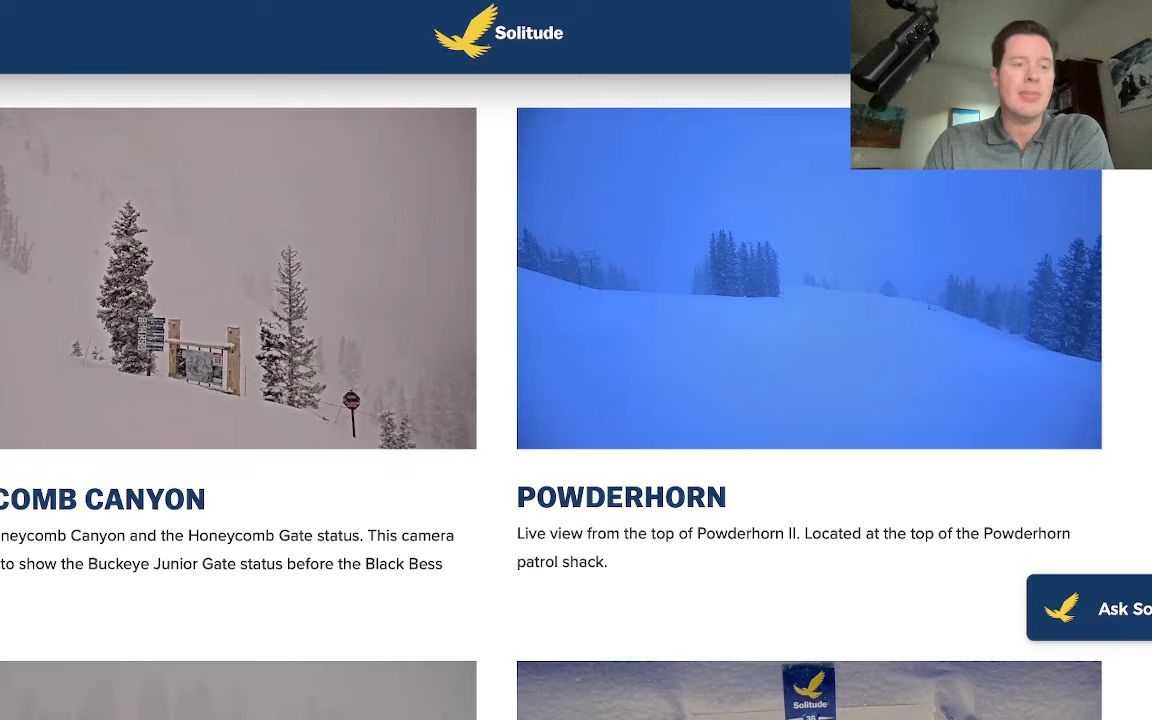 Solitude
COMB CANYON
neycomb Canyon and the Honeycomb Gate status. This camera
to show the Buckeye Junior Gate status before the Black Bess
POWDERHORN
Live view from the top of Powderhorn II. Located at the top of the Powderhorn
patrol shack.
Ask So
Solitude
36